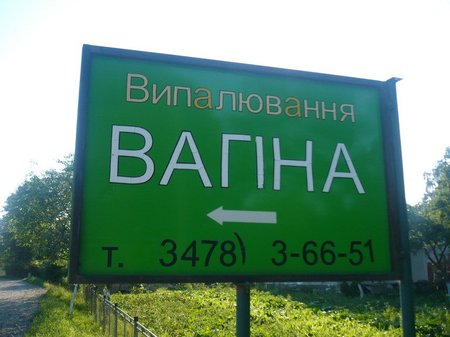 Випалювання
ВАГІНА
т. 3478) 3-66-51